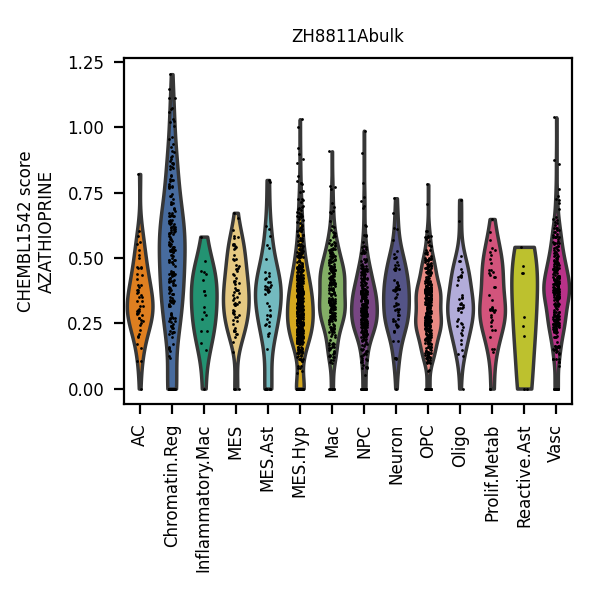 ZH8811Abulk
CHEMBL1542 score
AZATHIOPRINE
1.25
1.00
0.75
0.50
0.25
0.00
AC
Chromatin.Reg
Inflammatory.Mac
MES
MES.Ast
MES.Hyp
Mac
NPC
Neuron
OPC
Oligo
Prolif.Metab
Reactive.Ast
Vasc